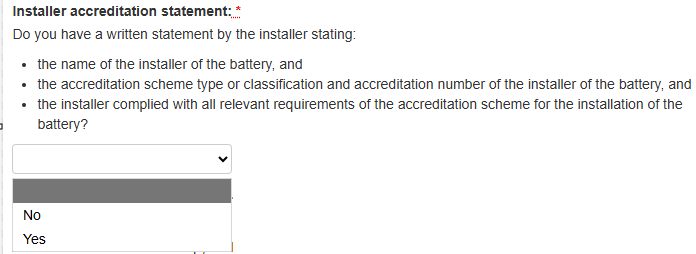 Installer accreditation statement: *
Do you have a written statement by the installer stating:
• the name of the installer of the battery, and
• the accreditation scheme type or classification and accreditation number of the installer of the battery, and
• the installer complied with all relevant requirements of the accreditation scheme for the installation of the
battery?
No
Yes